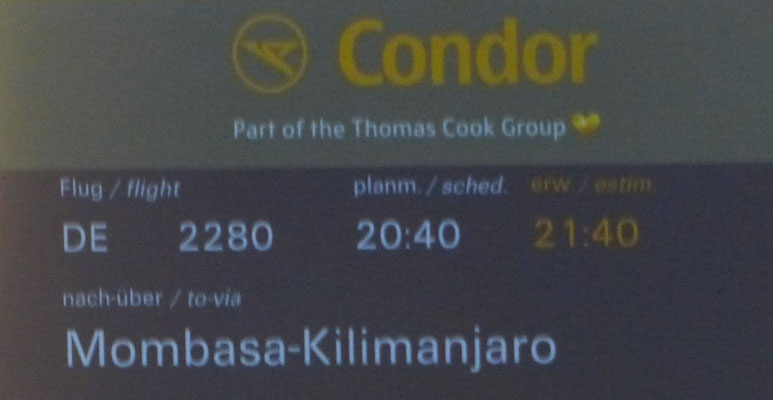 Condor
Part of the Thomas Cook Group
Flug / flight planm. / sched. erw. / estim.
DE 2280 20:40 21:40
nach-über / to-via
Mombasa-Kilimanjaro